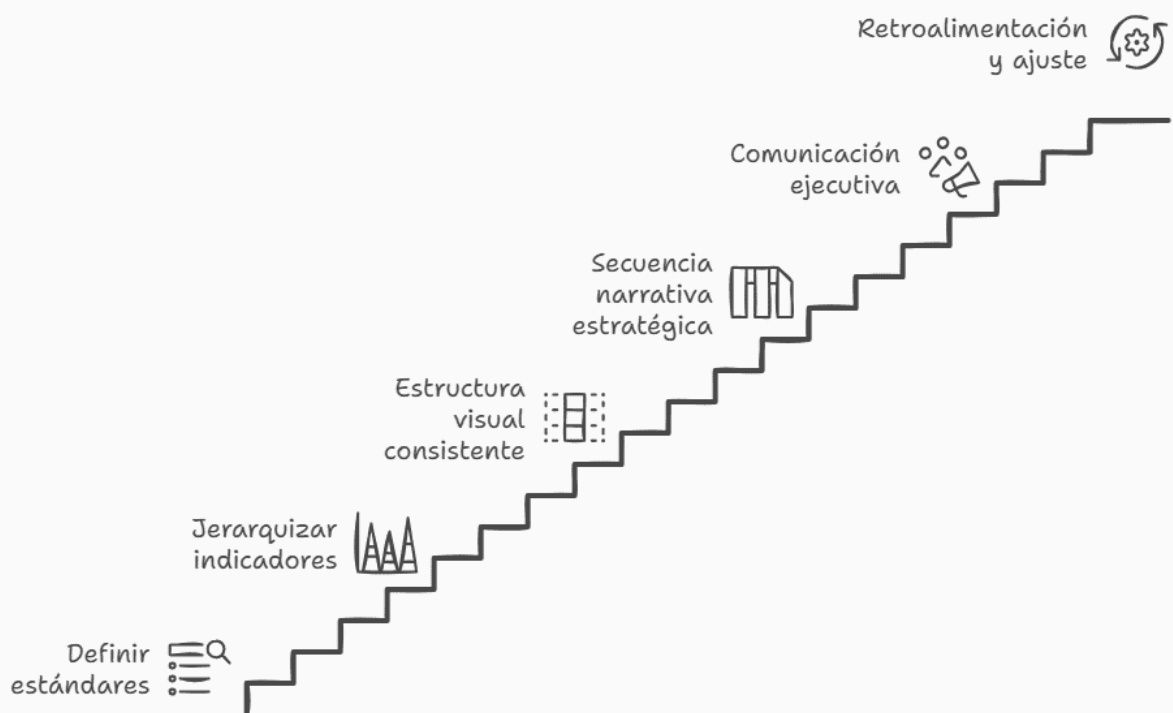 Retroalimentación
y ajuste
Comunicación
ejecutiva
Secuencia
narrativa
estratégica
Estructura
visual
consistente
Jerarquizar
indicadores
Definir
estándares